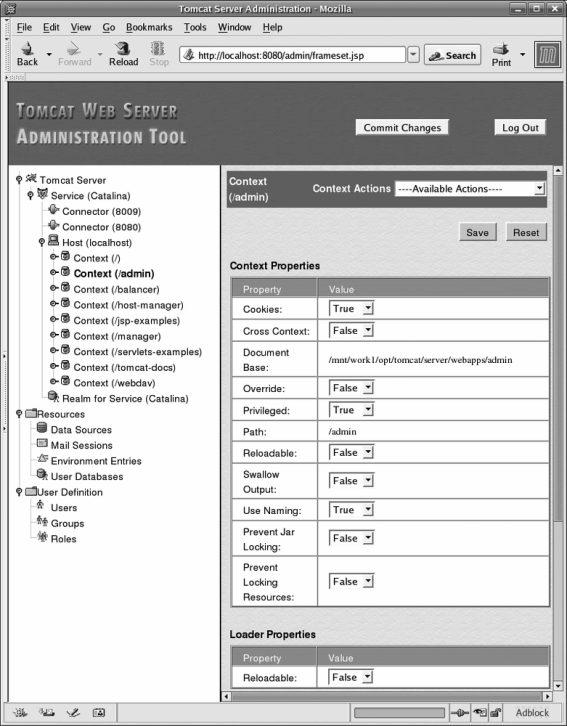 Tomcat Server Administration - Mozilla
File Edit View Go Bookmarks Tools Window Help
Back Forward Reload Stop http://localhost:8080/admin/frameset.jsp Search Print
TOMCAT WEB SERVER
ADMINISTRATION TOOL
Commit Changes Log Out
Tomcat Server
Service (Catalina)
Connector (8009)
Connector (8080)
Host (localhost)
Context (/)
Context (/admin)
Context (/balancer)
Context (/host-manager)
Context (/jsp-examples)
Context (/manager)
Context (/servlets-examples)
Context (/tomcat-docs)
Context (/webdav)
Realm for Service (Catalina)
Resources
Data Sources
Mail Sessions
Environment Entries
User Databases
User Definition
Users
Groups
Roles
Context
(/admin)
Context Actions ----Available Actions----
Save Reset
Context Properties
Property Value
Cookies: True
Cross Context: False
Document
Base:
/mnt/work1/opt/tomcat/server/webapps/admin
Override: False
Privileged: True
Path: /admin
Reloadable: False
Swallow
Output:
False
Use Naming: True
Prevent Jar
Locking:
False
Prevent
Locking
Resources:
False
Loader Properties
Property Value
Reloadable: False
Adblock